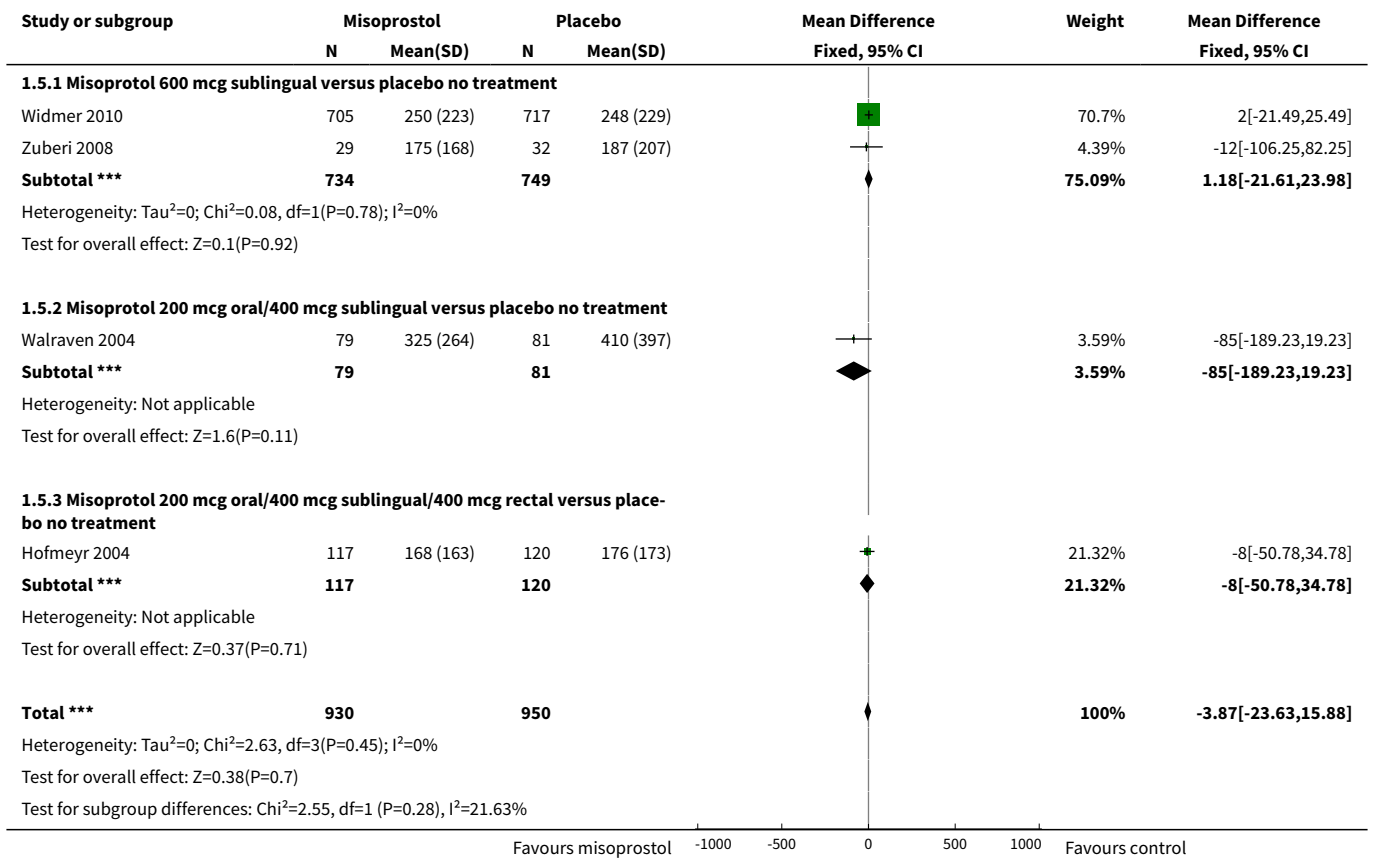 Study or subgroup Misoprostol Placebo Mean Difference Weight Mean Difference
N Mean(SD) N Mean(SD) Fixed, 95% CI Fixed, 95% CI
1.5.1 Misoprotol 600 mcg sublingual versus placebo no treatment
Widmer 2010 705 250 (223) 717 248 (229) 70.7% 2[-21.49,25.49]
Zuberi 2008 29 175 (168) 32 187 (207) 4.39% -12[-106.25,82.25]
Subtotal *** 734 749 75.09% 1.18[-21.61,23.98]
Heterogeneity: Tau²=0; Chi²=0.08, df=1(P=0.78); I²=0%
Test for overall effect: Z=0.1(P=0.92)
1.5.2 Misoprotol 200 mcg oral/400 mcg sublingual versus placebo no treatment
Walraven 2004 79 325 (264) 81 410 (397) 3.59% -85[-189.23,19.23]
Subtotal *** 79 81 3.59% -85[-189.23,19.23]
Heterogeneity: Not applicable
Test for overall effect: Z=1.6(P=0.11)
1.5.3 Misoprotol 200 mcg oral/400 mcg sublingual/400 mcg rectal versus place-
bo no treatment
Hofmeyr 2004 117 168 (163) 120 176 (173) 21.32% -8[-50.78,34.78]
Subtotal *** 117 120 21.32% -8[-50.78,34.78]
Heterogeneity: Not applicable
Test for overall effect: Z=0.37(P=0.71)
Total *** 930 950 100% -3.87[-23.63,15.88]
Heterogeneity: Tau²=0; Chi²=2.63, df=3(P=0.45); I²=0%
Test for overall effect: Z=0.38(P=0.7)
Test for subgroup differences: Chi²=2.55, df=1 (P=0.28), I²=21.63%
Favours misoprostol -1000 -500 0 500 1000 Favours control